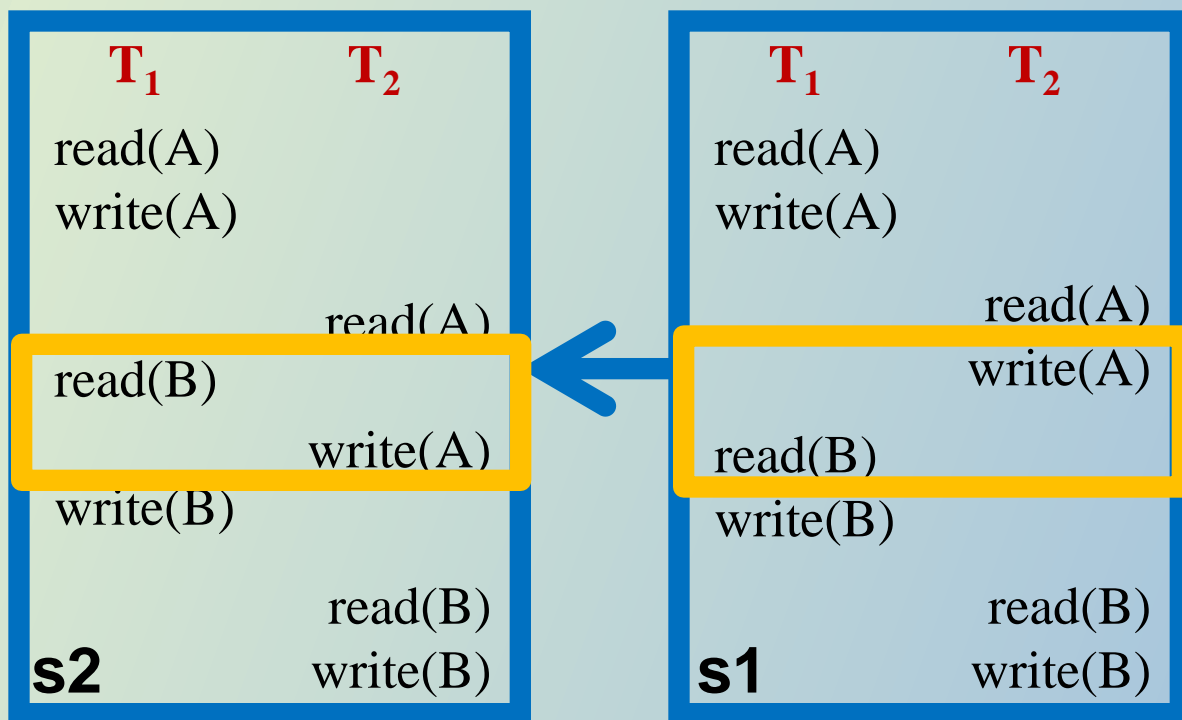 T₁ T₂
read(A)
write(A)
read(A)
read(B)
write(A)
write(B)
read(B)
s2 write(B)
T₁ T₂
read(A)
write(A)
read(A)
write(A)
read(B)
write(B)
read(B)
s1 write(B)